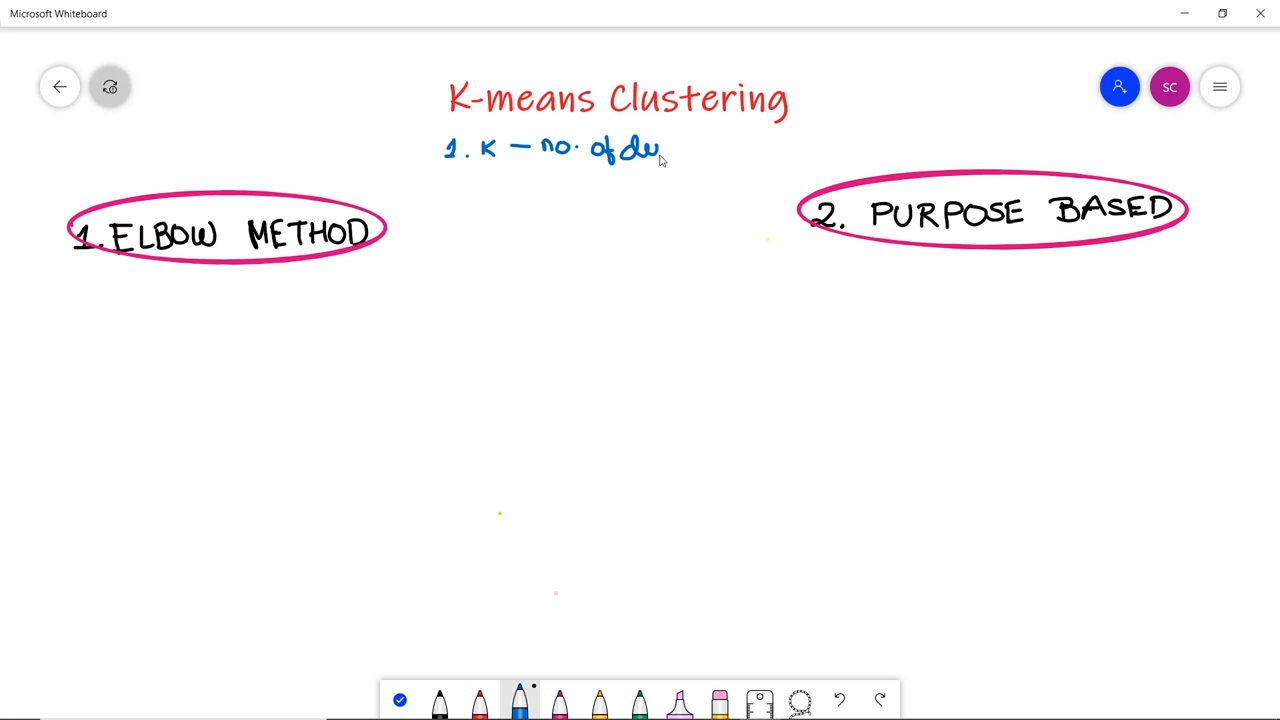 Microsoft Whiteboard
SC
K-means Clustering
1. K - no. of clu
1. ELBOW METHOD
2. PURPOSE BASED